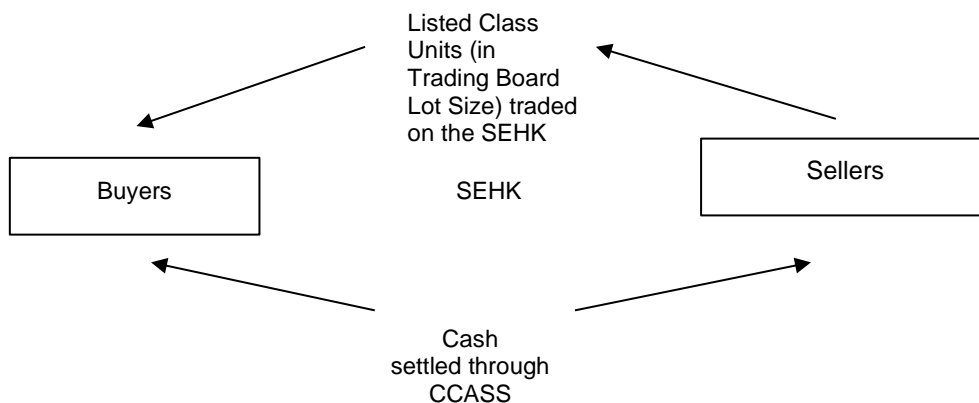 Listed Class
Units (in
Trading Board
Lot Size) traded
on the SEHK
Buyers
SEHK
Sellers
Cash
settled through
CCASS